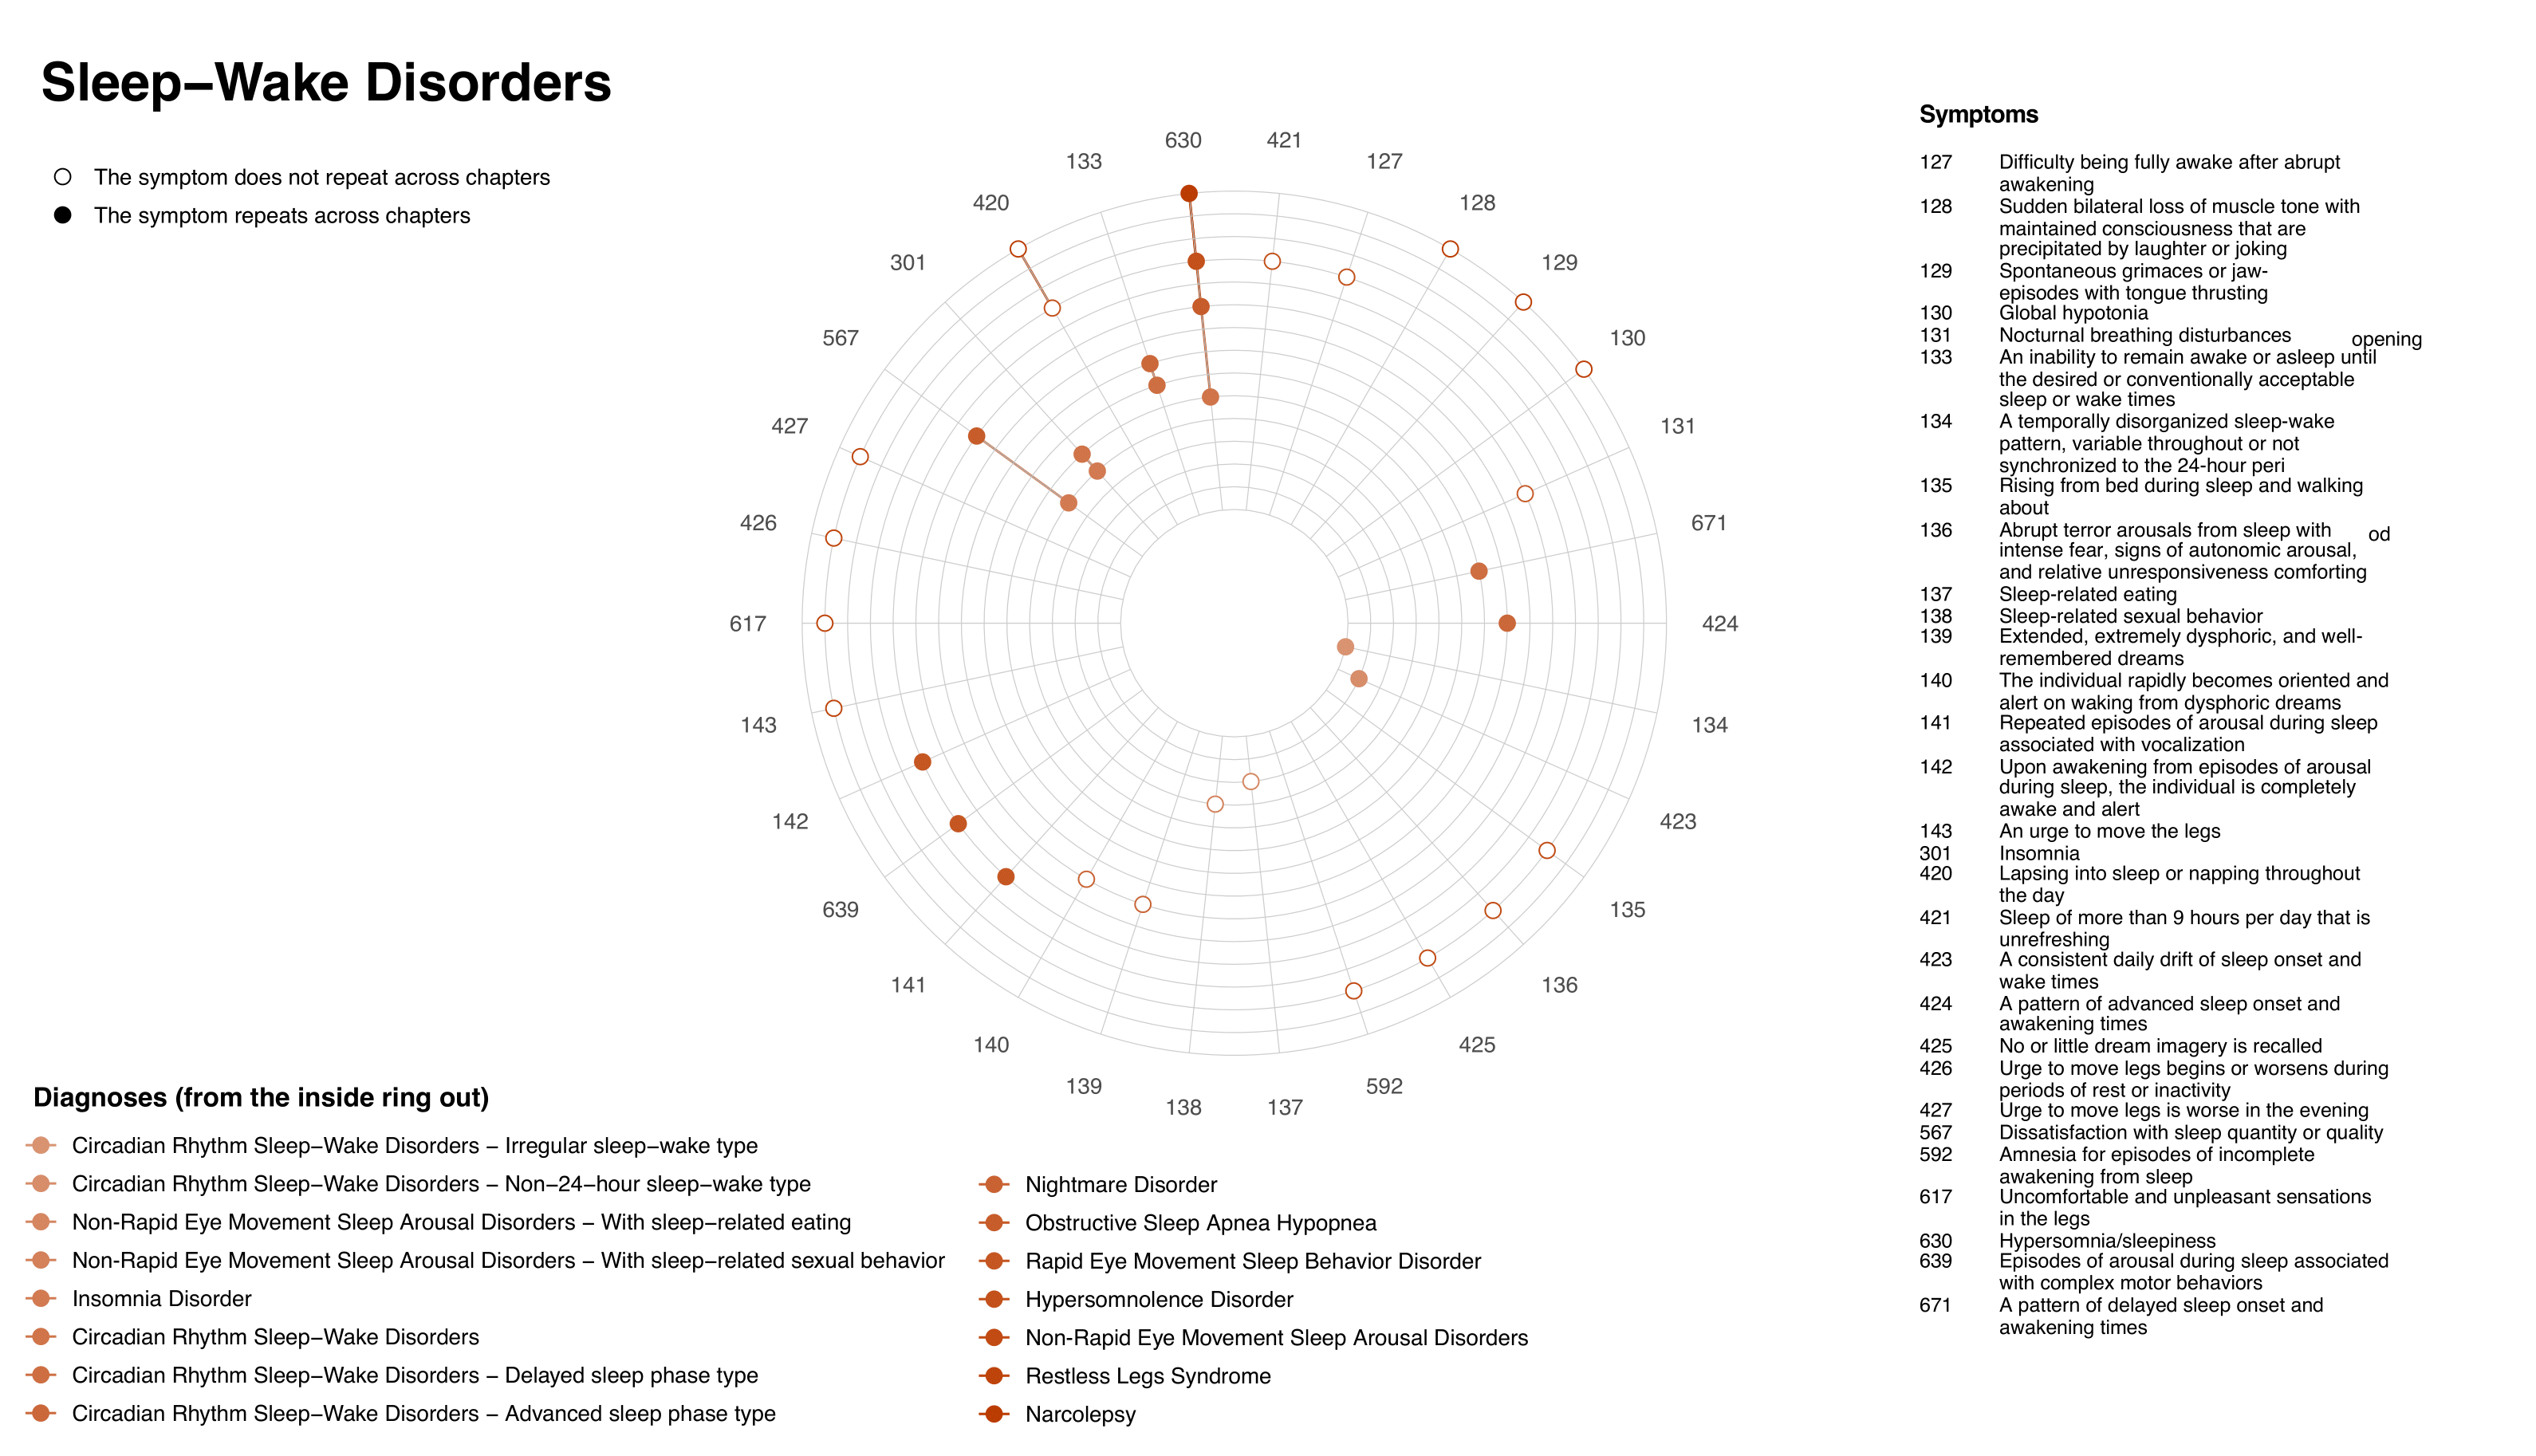 Sleep–Wake Disorders
The symptom does not repeat across chapters
The symptom repeats across chapters
630
421
133
127
420
128
301
129
567
130
427
131
426
671
617
424
143
134
142
423
639
135
141
136
140
425
139
592
138
137
Symptoms
127 Difficulty being fully awake after abrupt
awakening
128 Sudden bilateral loss of muscle tone with
maintained consciousness that are
precipitated by laughter or joking
129 Spontaneous grimaces or jaw-
episodes with tongue thrusting
130 Global hypotonia
131 Nocturnal breathing disturbances
opening
133 An inability to remain awake or asleep until
the desired or conventionally acceptable
sleep or wake times
134 A temporally disorganized sleep-wake
pattern, variable throughout or not
synchronized to the 24-hour peri
135 Rising from bed during sleep and walking
about
136 Abrupt terror arousals from sleep with
od
intense fear, signs of autonomic arousal,
and relative unresponsiveness comforting
137 Sleep-related eating
138 Sleep-related sexual behavior
139 Extended, extremely dysphoric, and well-
remembered dreams
140 The individual rapidly becomes oriented and
alert on waking from dysphoric dreams
141 Repeated episodes of arousal during sleep
associated with vocalization
142 Upon awakening from episodes of arousal
during sleep, the individual is completely
awake and alert
143 An urge to move the legs
301 Insomnia
420 Lapsing into sleep or napping throughout
the day
421 Sleep of more than 9 hours per day that is
unrefreshing
423 A consistent daily drift of sleep onset and
wake times
424 A pattern of advanced sleep onset and
awakening times
425 No or little dream imagery is recalled
426 Urge to move legs begins or worsens during
periods of rest or inactivity
427 Urge to move legs is worse in the evening
567 Dissatisfaction with sleep quantity or quality
592 Amnesia for episodes of incomplete
awakening from sleep
617 Uncomfortable and unpleasant sensations
in the legs
630 Hypersomnia/sleepiness
639 Episodes of arousal during sleep associated
with complex motor behaviors
671 A pattern of delayed sleep onset and
awakening times
Diagnoses (from the inside ring out)
Circadian Rhythm Sleep–Wake Disorders – Irregular sleep–wake type
Circadian Rhythm Sleep–Wake Disorders – Non–24–hour sleep–wake type
Non-Rapid Eye Movement Sleep Arousal Disorders – With sleep–related eating
Non-Rapid Eye Movement Sleep Arousal Disorders – With sleep–related sexual behavior
Insomnia Disorder
Circadian Rhythm Sleep–Wake Disorders
Circadian Rhythm Sleep–Wake Disorders – Delayed sleep phase type
Circadian Rhythm Sleep–Wake Disorders – Advanced sleep phase type
Nightmare Disorder
Obstructive Sleep Apnea Hypopnea
Rapid Eye Movement Sleep Behavior Disorder
Hypersomnolence Disorder
Non-Rapid Eye Movement Sleep Arousal Disorders
Restless Legs Syndrome
Narcolepsy